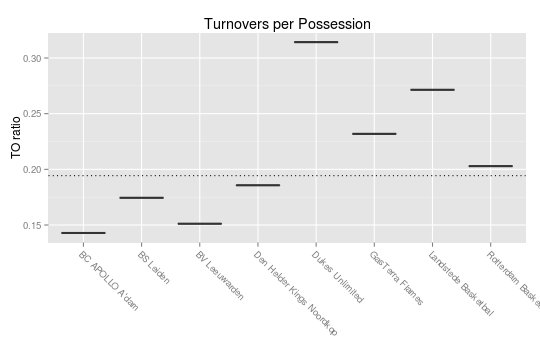 Turnovers per Possession
TO ratio
0.30
0.25
0.20
0.15
BC APOLLO A'dam
BS Leiden
BV Leeuwarden
Den Helder Kings Noordkop
Dukes Unlimited
GasTerra Flames
Landstede Basketbal
Rotterdam Baske